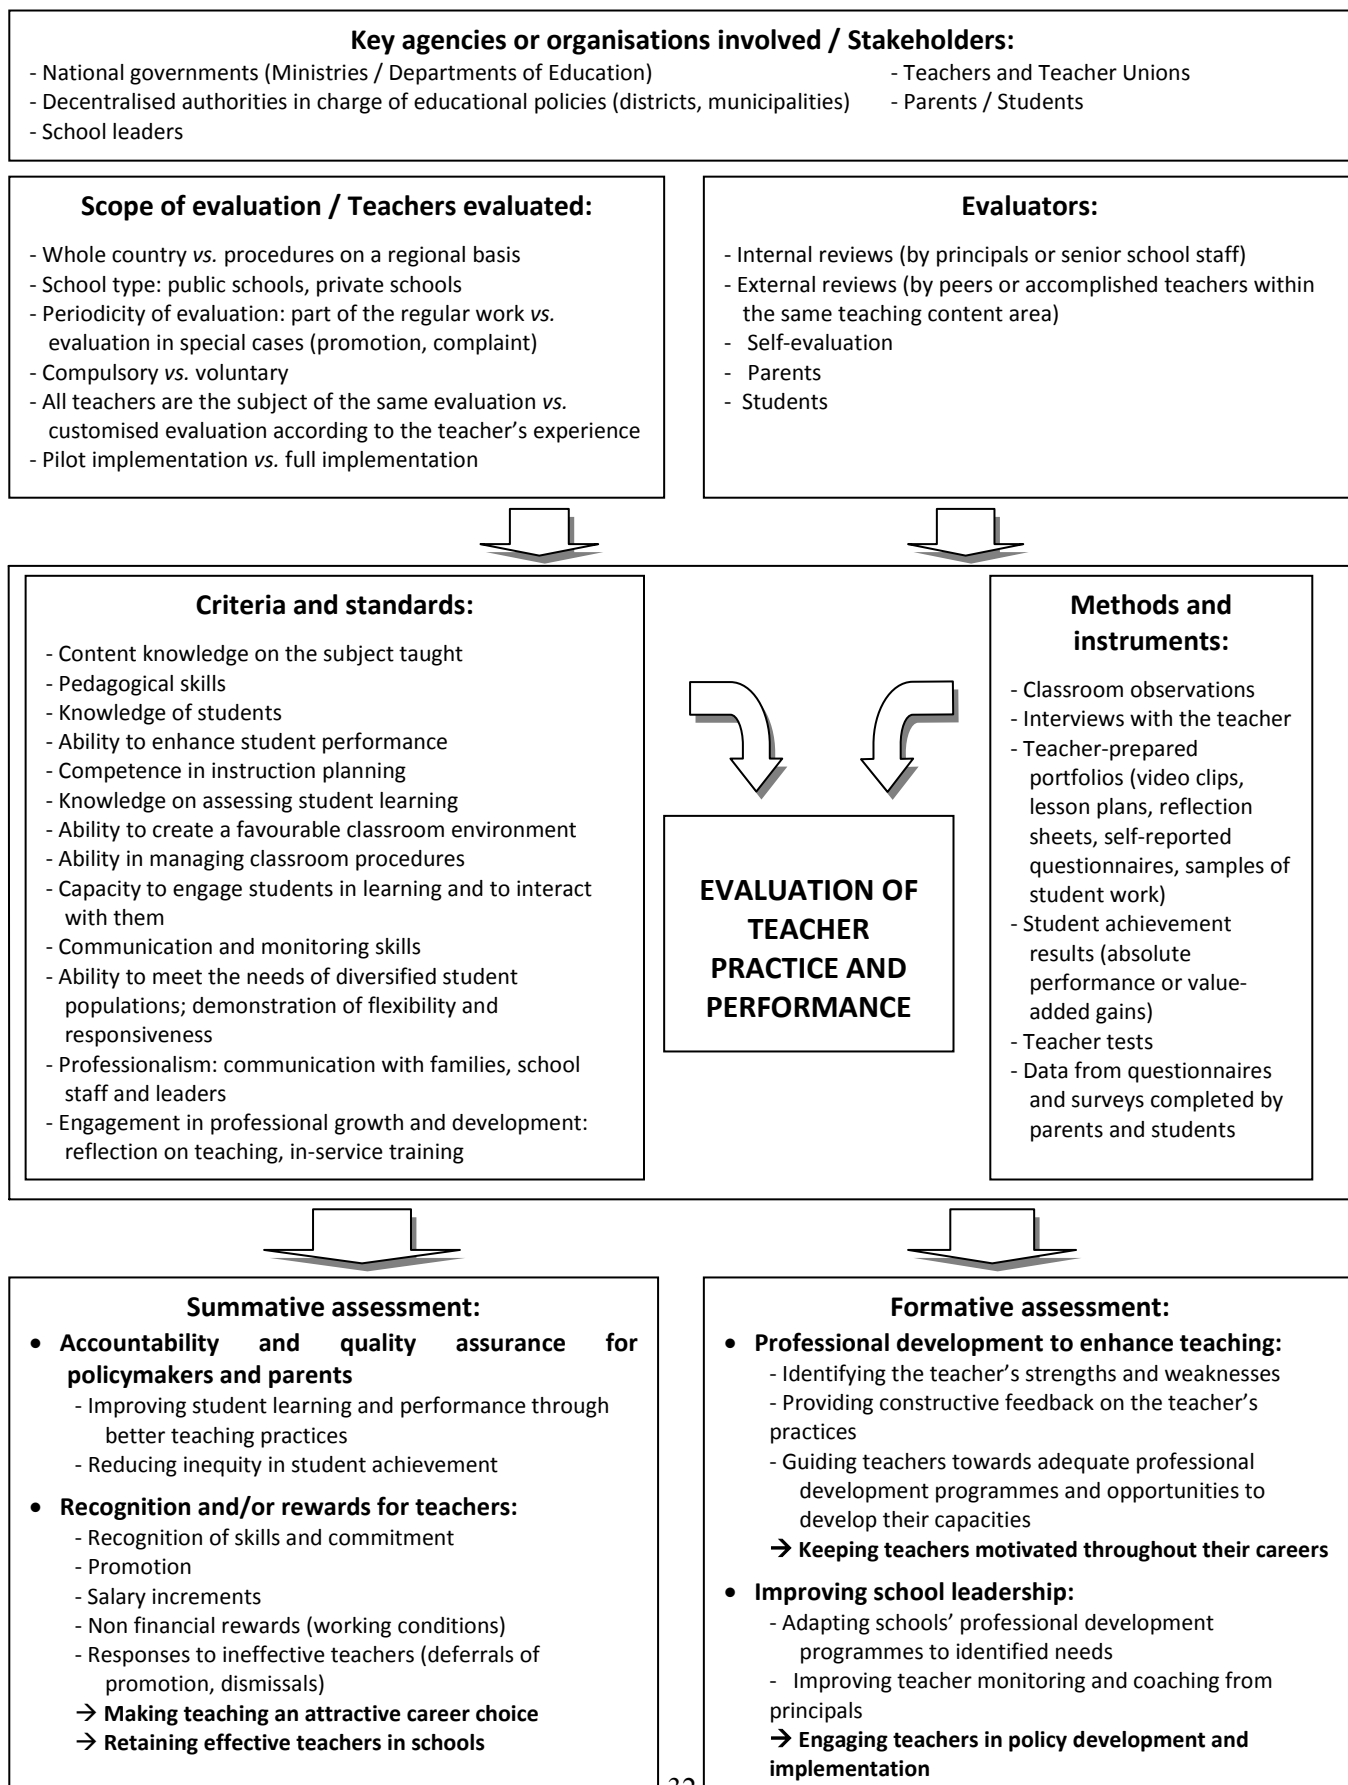 Key agencies or organisations involved / Stakeholders:
- National governments (Ministries / Departments of Education)
- Decentralised authorities in charge of educational policies (districts, municipalities)
- School leaders
- Teachers and Teacher Unions
- Parents / Students
Scope of evaluation / Teachers evaluated:
- Whole country vs. procedures on a regional basis
- School type: public schools, private schools
- Periodicity of evaluation: part of the regular work vs.
evaluation in special cases (promotion, complaint)
- Compulsory vs. voluntary
- All teachers are the subject of the same evaluation vs.
customised evaluation according to the teacher's experience
- Pilot implementation vs. full implementation
Evaluators:
- Internal reviews (by principals or senior school staff)
- External reviews (by peers or accomplished teachers within
the same teaching content area)
- Self-evaluation
- Parents
- Students
Criteria and standards:
- Content knowledge on the subject taught
- Pedagogical skills
- Knowledge of students
- Ability to enhance student performance
- Competence in instruction planning
- Knowledge on assessing student learning
- Ability to create a favourable classroom environment
- Ability in managing classroom procedures
- Capacity to engage students in learning and to interact
with them
- Communication and monitoring skills
- Ability to meet the needs of diversified student
populations; demonstration of flexibility and
responsiveness
- Professionalism: communication with families, school
staff and leaders
- Engagement in professional growth and development:
reflection on teaching, in-service training
EVALUATION OF
TEACHER
PRACTICE AND
PERFORMANCE
Methods and
instruments:
- Classroom observations
- Interviews with the teacher
- Teacher-prepared
portfolios (video clips,
lesson plans, reflection
sheets, self-reported
questionnaires, samples of
student work)
- Student achievement
results (absolute
performance or value-
added gains)
- Teacher tests
- Data from questionnaires
and surveys completed by
parents and students
Summative assessment:
• Accountability and quality assurance for
policymakers and parents
- Improving student learning and performance through
better teaching practices
- Reducing inequity in student achievement
• Recognition and/or rewards for teachers:
- Recognition of skills and commitment
- Promotion
- Salary increments
- Non financial rewards (working conditions)
- Responses to ineffective teachers (deferrals of
promotion, dismissals)
→ Making teaching an attractive career choice
→ Retaining effective teachers in schools
Formative assessment:
• Professional development to enhance teaching:
- Identifying the teacher's strengths and weaknesses
- Providing constructive feedback on the teacher's
practices
- Guiding teachers towards adequate professional
development programmes and opportunities to
develop their capacities
→ Keeping teachers motivated throughout their careers
• Improving school leadership:
- Adapting schools' professional development
programmes to identified needs
- Improving teacher monitoring and coaching from
principals
→ Engaging teachers in policy development and
implementation